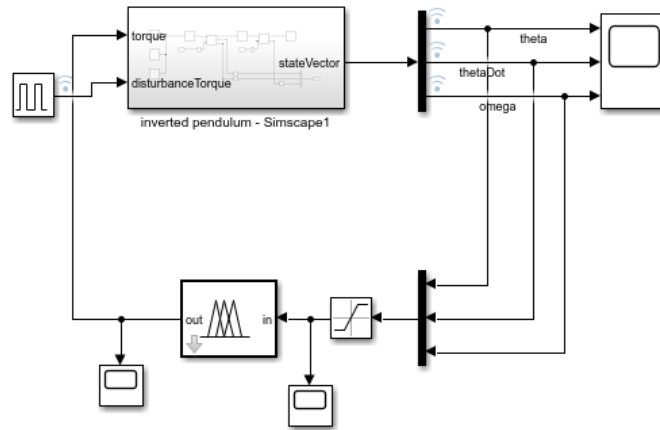 torque
theta
stateVector
thetaDot
disturbanceTorque
omega
inverted pendulum - Simscape1
out
in